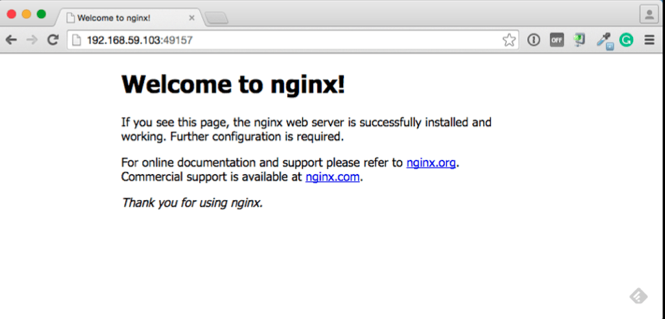 Welcome to nginx!
192.168.59.103:49157
OFF
Welcome to nginx!
If you see this page, the nginx web server is successfully installed and
working. Further configuration is required.
For online documentation and support please refer to nginx.org.
Commercial support is available at nginx.com.
Thank you for using nginx.